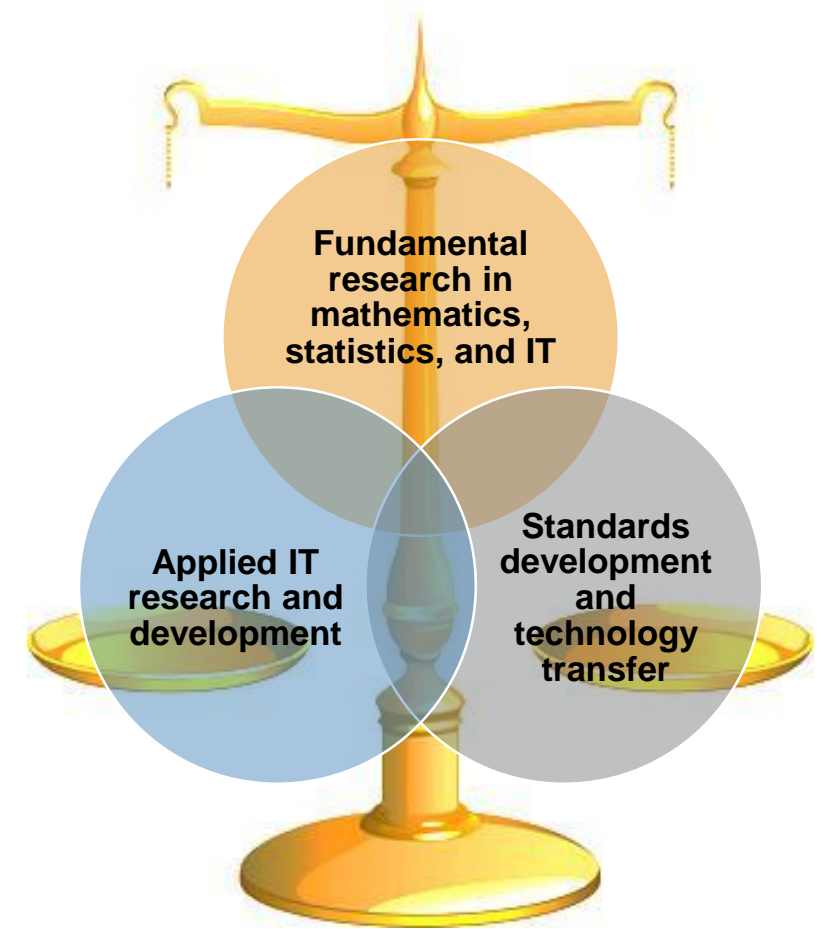 Fundamental
research in
mathematics,
statistics, and IT
Applied IT
research and
development
Standards
development
and
technology
transfer